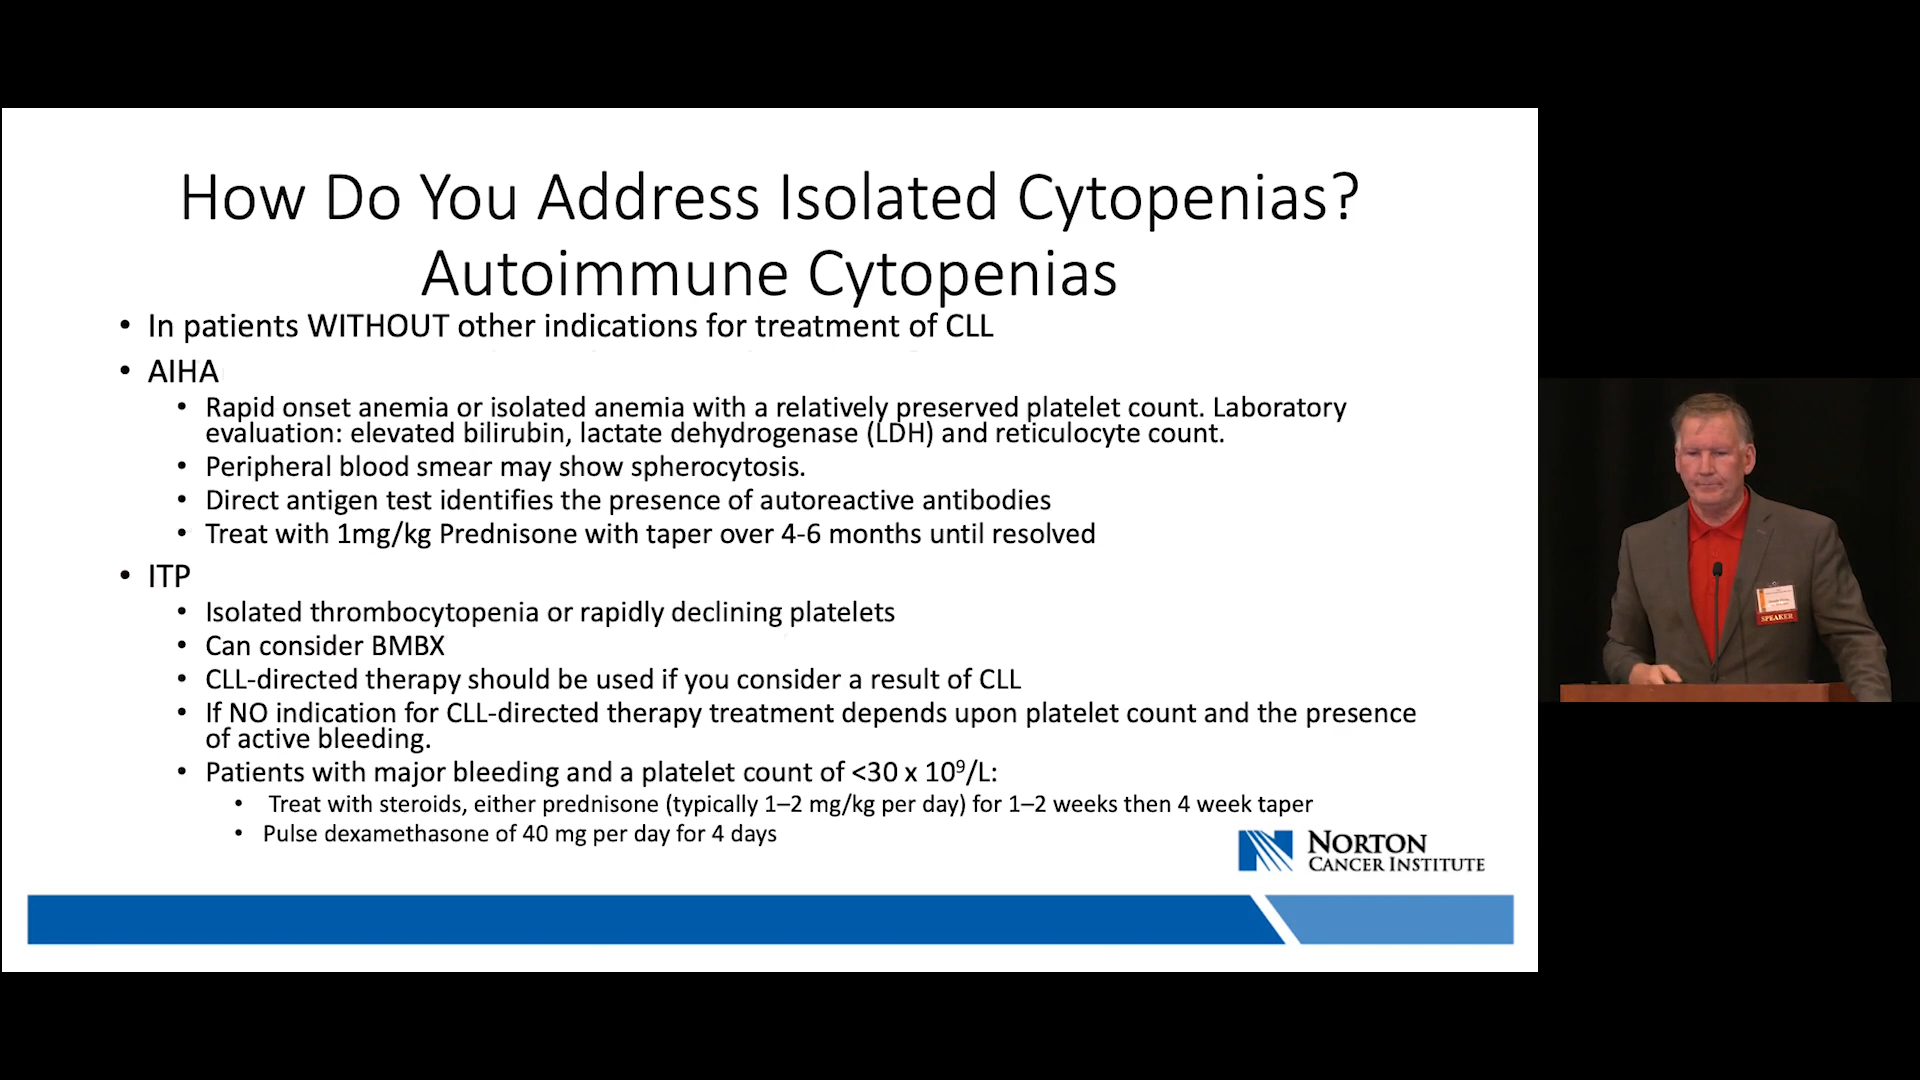 How Do You Address Isolated Cytopenias?
Autoimmune Cytopenias
• In patients WITHOUT other indications for treatment of CLL
• AIHA
• Rapid onset anemia or isolated anemia with a relatively preserved platelet count. Laboratory
evaluation: elevated bilirubin, lactate dehydrogenase (LDH) and reticulocyte count.
• Peripheral blood smear may show spherocytosis.
• Direct antigen test identifies the presence of autoreactive antibodies
• Treat with 1mg/kg Prednisone with taper over 4-6 months until resolved
• ITP
• Isolated thrombocytopenia or rapidly declining platelets
• Can consider BMBX
• CLL-directed therapy should be used if you consider a result of CLL
• If NO indication for CLL-directed therapy treatment depends upon platelet count and the presence
of active bleeding.
• Patients with major bleeding and a platelet count of <30 x 10⁹/L:
• Treat with steroids, either prednisone (typically 1–2 mg/kg per day) for 1–2 weeks then 4 week taper
• Pulse dexamethasone of 40 mg per day for 4 days
NORTON
CANCER INSTITUTE
SPEAKER